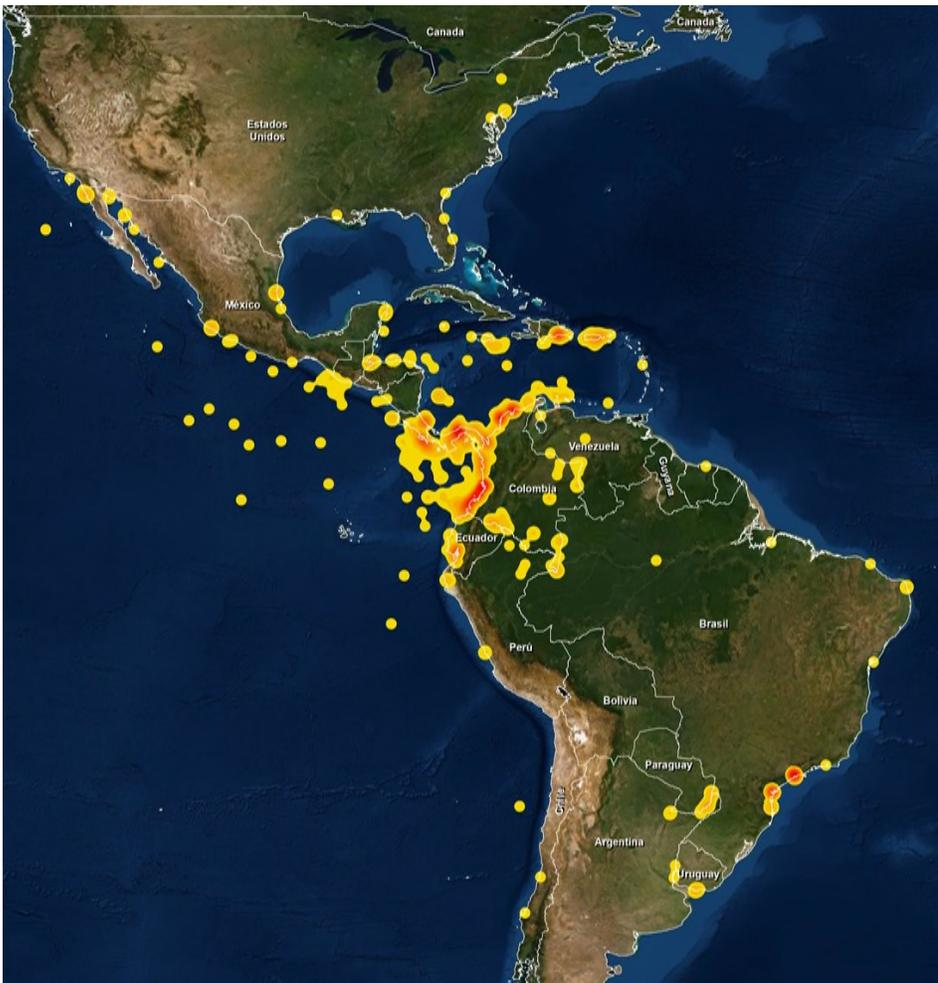 Canada
Canada
Estados
Unidos
México
Venezuela
Guyana
Colombia
Ecuador
Brasil
Perú
Bolivia
Paraguay
Chile
Argentina
Uruguay